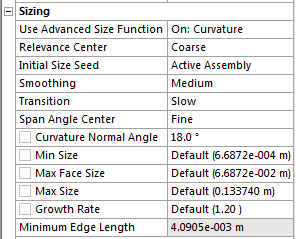 Sizing
Use Advanced Size Function On: Curvature
Relevance Center Coarse
Initial Size Seed Active Assembly
Smoothing Medium
Transition Slow
Span Angle Center Fine
Curvature Normal Angle 18.0 °
Min Size Default (6.6872e-004 m)
Max Face Size Default (6.6872e-002 m)
Max Size Default (0.133740 m)
Growth Rate Default (1.20 )
Minimum Edge Length 4.0905e-003 m